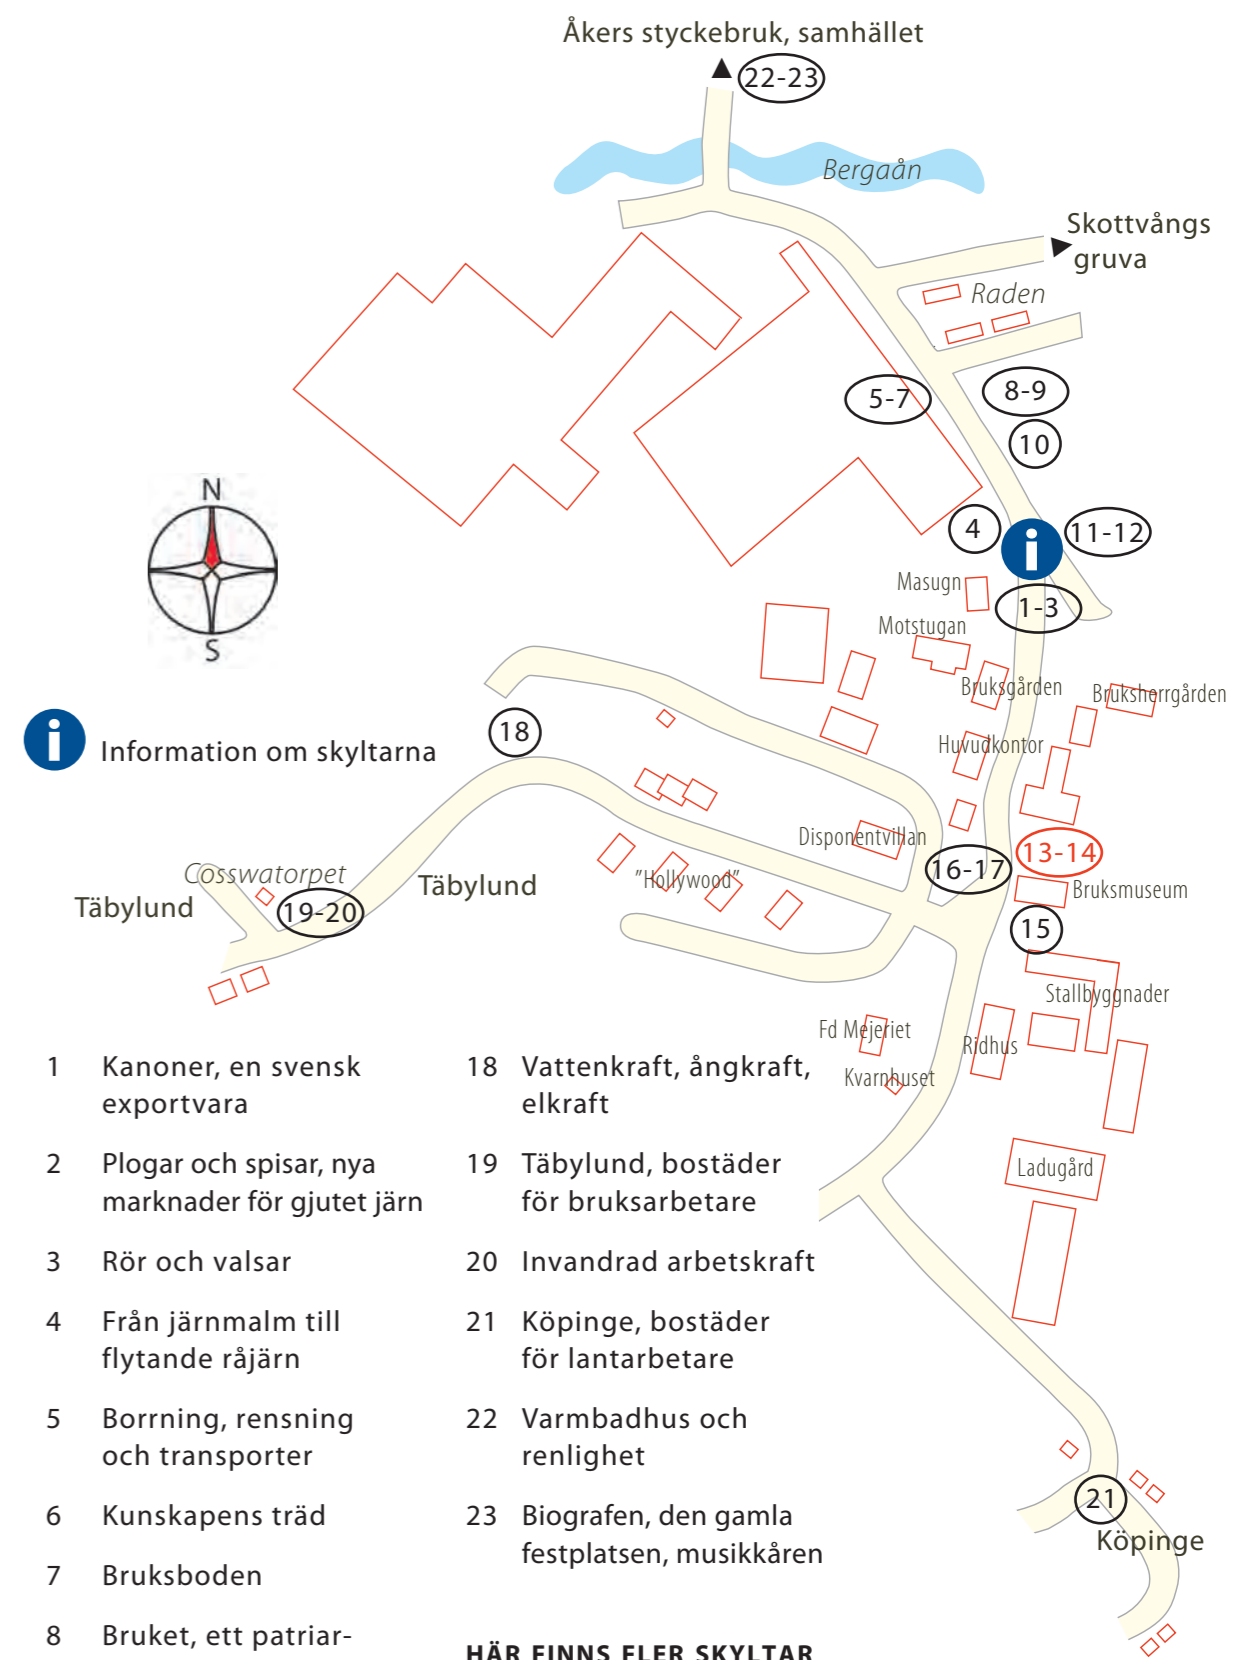 Åkers styckebruk, samhället
22-23
Bergaån
Skottvångs
gruva
Raden
5-7
8-9
10
N
S
4
i
11-12
Masugn
1-3
Motstugan
Bruksgården
Bruksherrgården
18
Huvudkontor
i Information om skyltarna
Disponentvillan
13-14
16-17
Cosswatorpet
Täbylund
"Hollywood"
Bruksmuseum
Täbylund
19-20
15
Stallbyggnader
Fd Mejeriet
Ridhus
Kvarnhuset
Ladugård
21
Köpinge
1 Kanoner, en svensk
exportvara
2 Plogar och spisar, nya
marknader för gjutet järn
3 Rör och valsar
4 Från järnmalm till
flytande råjärn
5 Borrning, rensning
och transporter
6 Kunskapens träd
7 Bruksboden
8 Bruket, ett patriar-
18 Vattenkraft, ångkraft,
elkraft
19 Täbylund, bostäder
för bruksarbetare
20 Invandrad arbetskraft
21 Köpinge, bostäder
för lantarbetare
22 Varmbadhus och
renlighet
23 Biografen, den gamla
festplatsen, musikkåren
HÄR FINNS FLER SKYLTAR